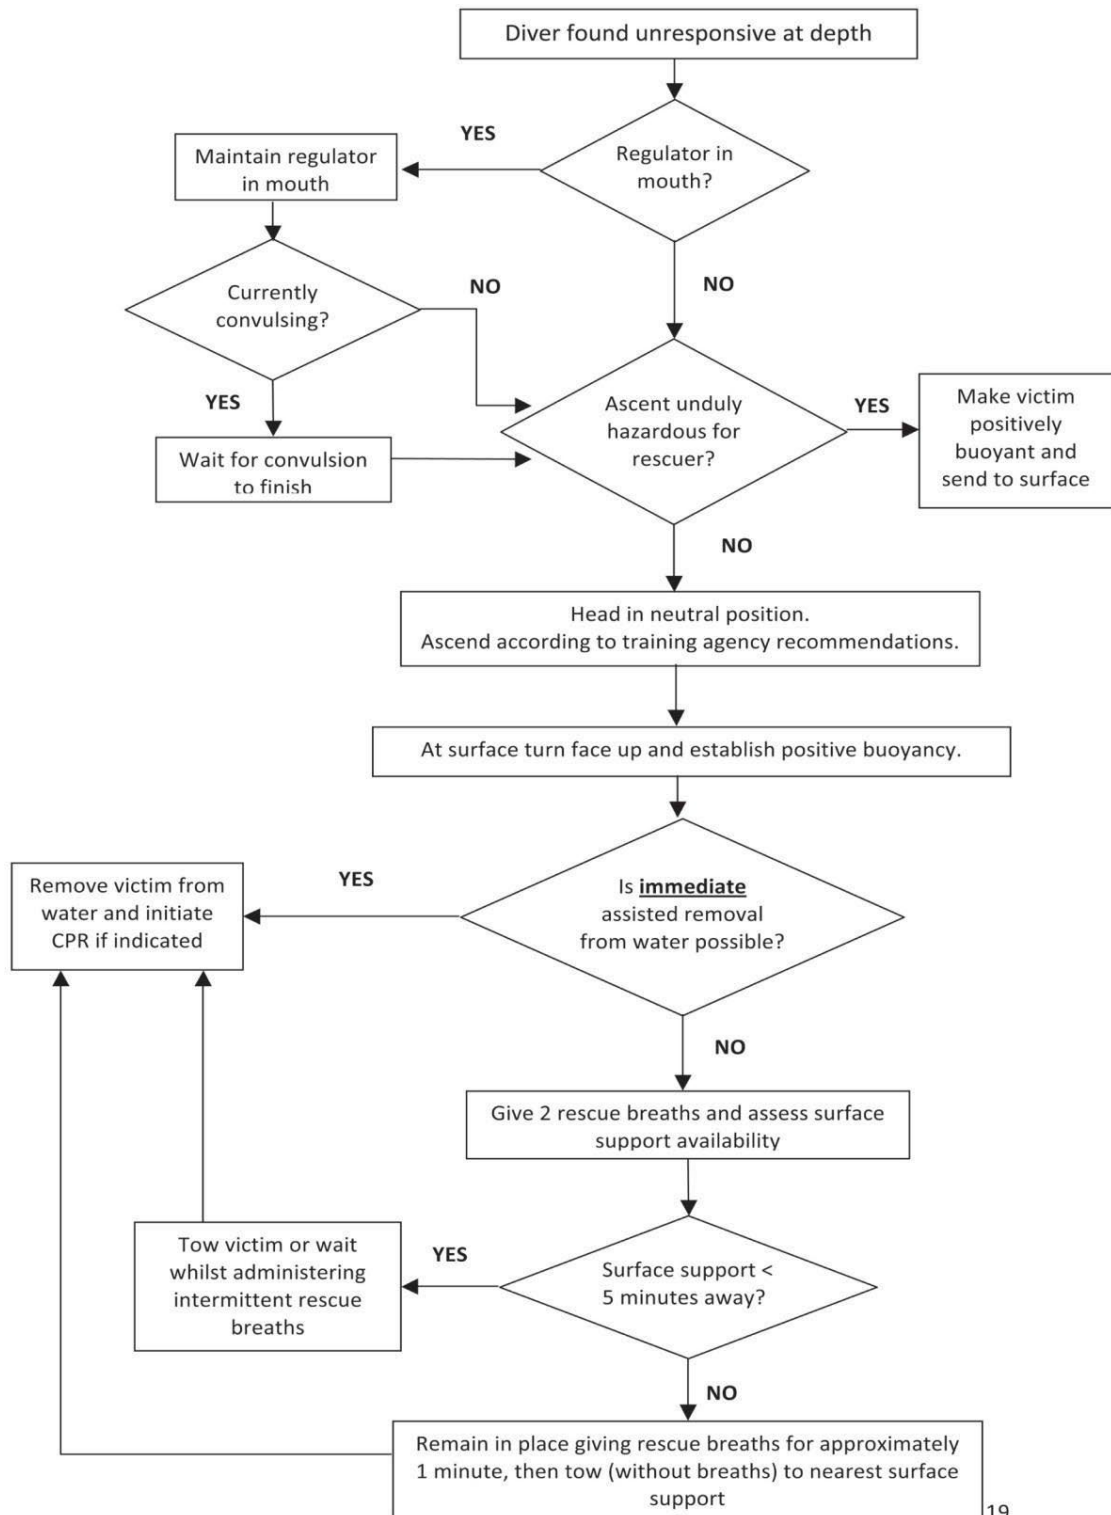 Diver found unresponsive at depth
YES
Maintain regulator
in mouth
Regulator in
mouth?
Currently
convulsing?
NO
NO
YES
Wait for convulsion
to finish
Ascent unduly
hazardous for
rescuer?
YES
Make victim
positively
buoyant and
send to surface
NO
Head in neutral position.
Ascend according to training agency recommendations.
At surface turn face up and establish positive buoyancy.
Is immediate
assisted removal
from water possible?
YES
Remove victim from
water and initiate
CPR if indicated
NO
Give 2 rescue breaths and assess surface
support availability
Surface support <
5 minutes away?
YES
Tow victim or wait
whilst administering
intermittent rescue
breaths
NO
Remain in place giving rescue breaths for approximately
1 minute, then tow (without breaths) to nearest surface
support
19